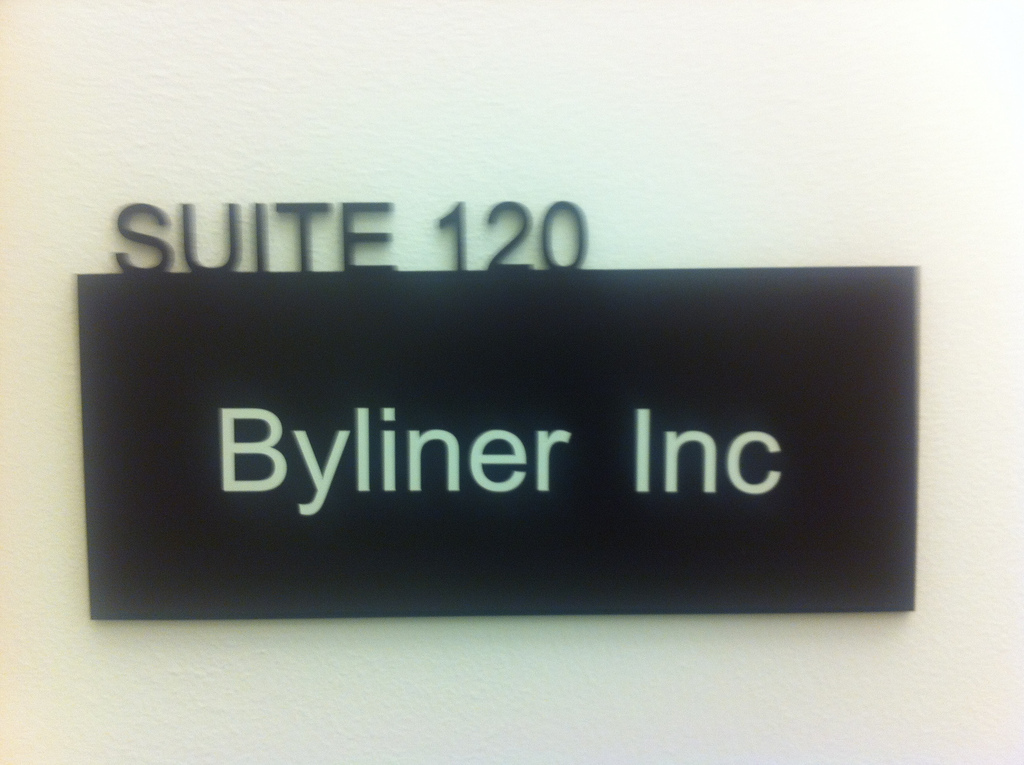 SUITE 120
Byliner Inc